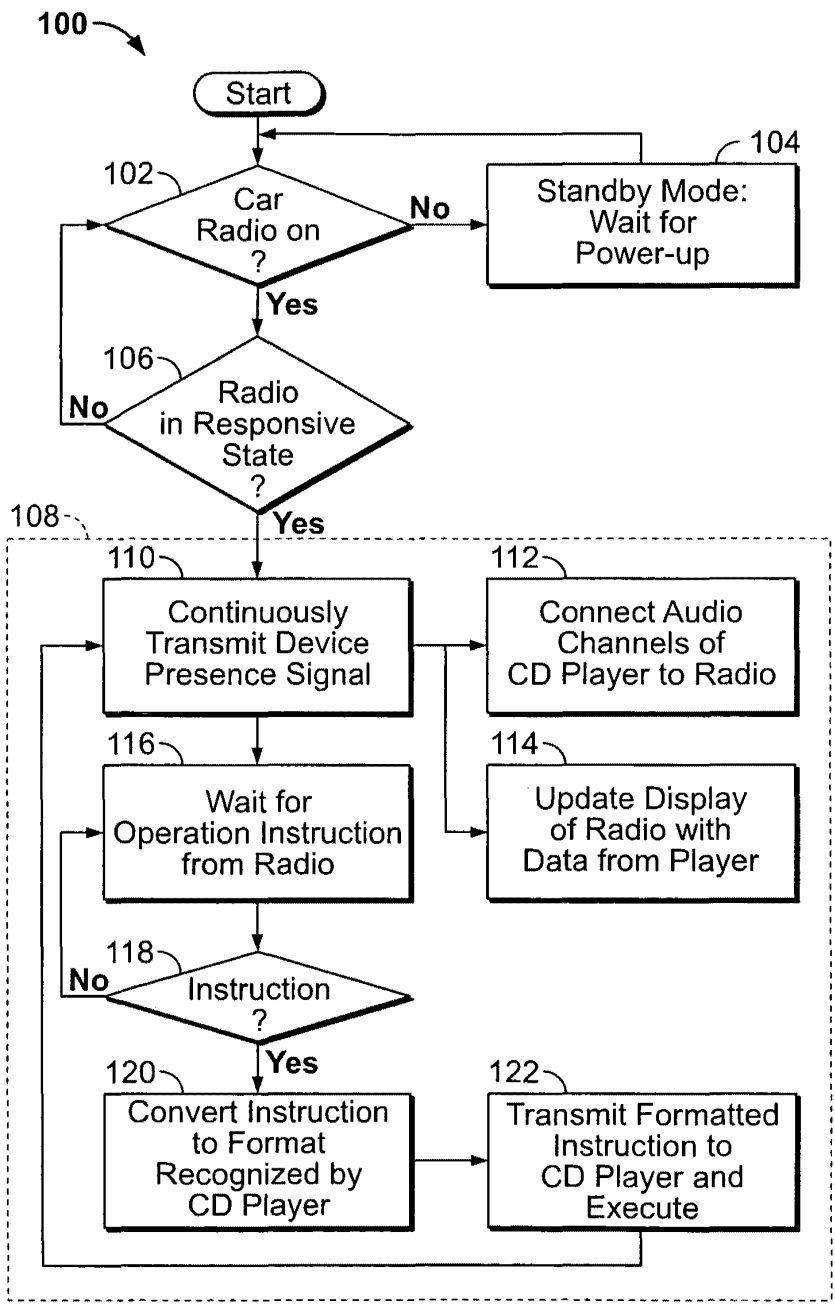 100
Start
102
Car
Radio on
?
No
104
Standby Mode:
Wait for
Power-up
Yes
106
Radio
in Responsive
State
?
No
Yes
108
110
Continuously
Transmit Device
Presence Signal
112
Connect Audio
Channels of
CD Player to Radio
116
Wait for
Operation Instruction
from Radio
114
Update Display
of Radio with
Data from Player
118
Instruction
?
No
Yes
120
Convert Instruction
to Format
Recognized by
CD Player
122
Transmit Formatted
Instruction to
CD Player and
Execute